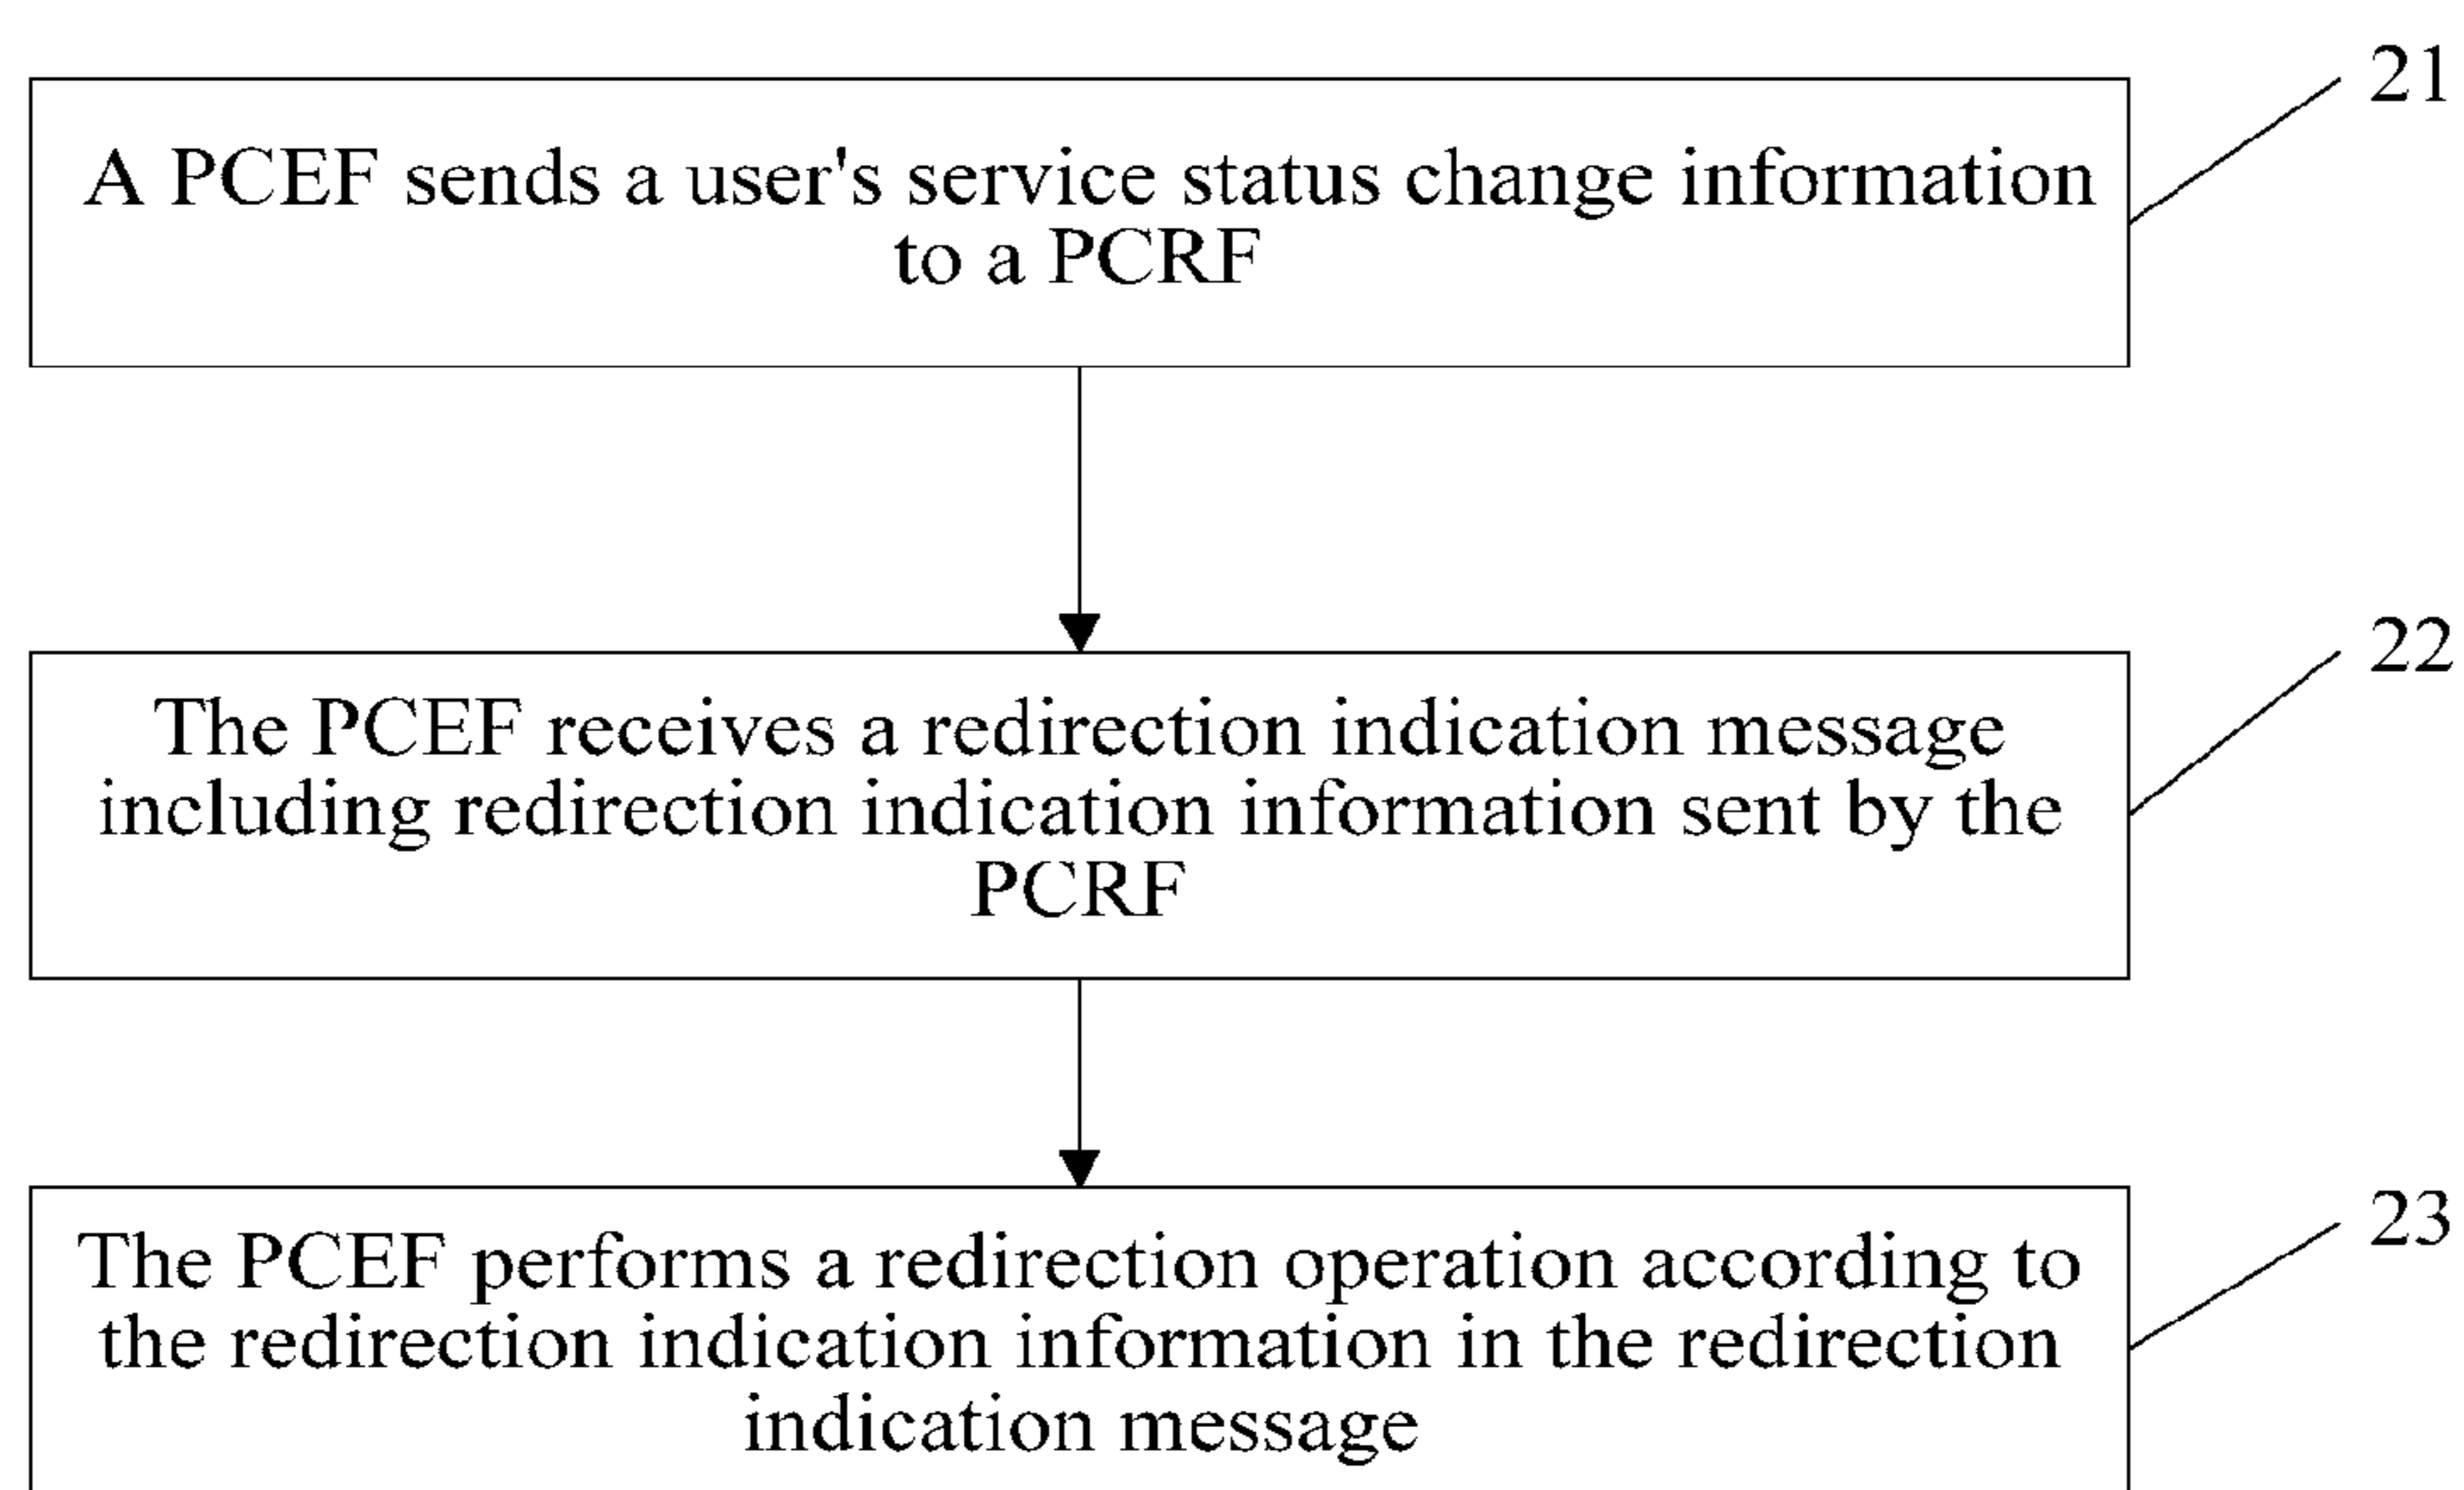 21
A PCEF sends a user's service status change information
to a PCRF
22
The PCEF receives a redirection indication message
including redirection indication information sent by the
PCRF
23
The PCEF performs a redirection operation according to
the redirection indication information in the redirection
indication message